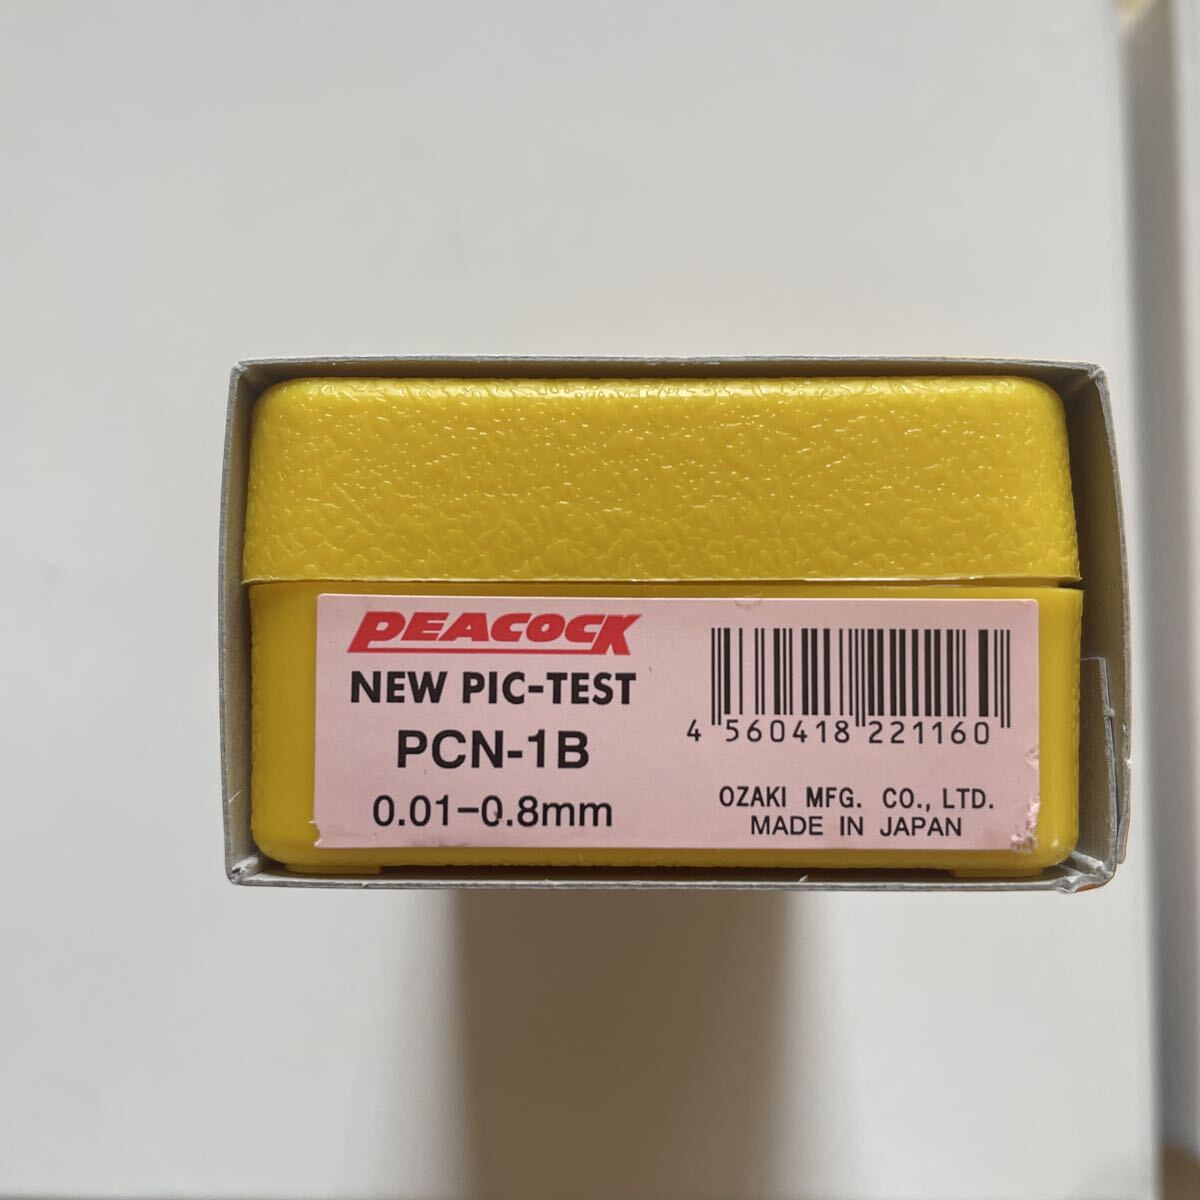 PEACOCK
NEW PIC-TEST
PCN-1B
0.01-0.8mm
4 560418 221160
OZAKI MFG. CO., LTD.
MADE IN JAPAN